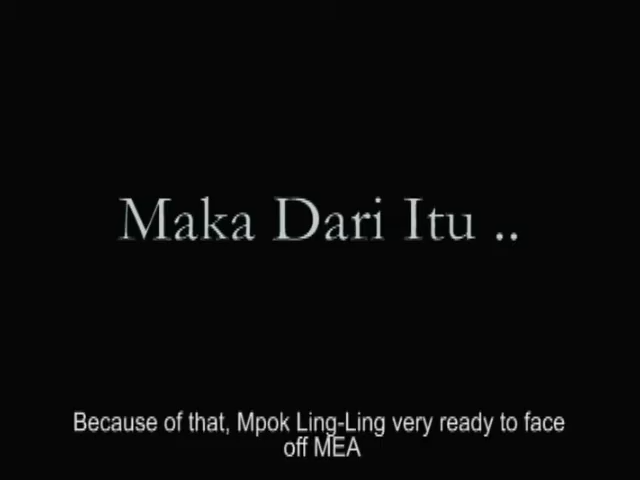 Maka Dari Itu ..
Because of that, Mpok Ling-Ling very ready to face
off MEA